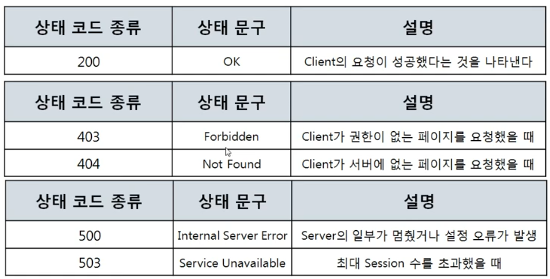 상태 코드 종류 상태 문구 설명
200 OK Client의 요청이 성공했다는 것을 나타낸다
상태 코드 종류 상태 문구 설명
403 Forbidden Client가 권한이 없는 페이지를 요청했을 때
404 Not Found Client가 서버에 없는 페이지를 요청했을 때
상태 코드 종류 상태 문구 설명
500 Internal Server Error Server의 일부가 멈췄거나 설정 오류가 발생
503 Service Unavailable 최대 Session 수를 초과했을 때